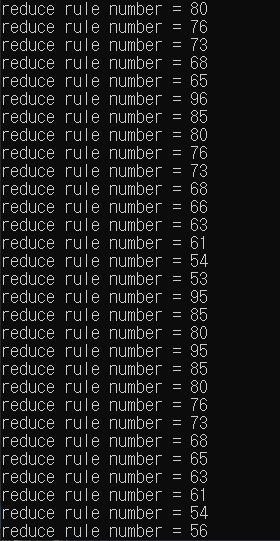 reduce rule number = 80
reduce rule number = 76
reduce rule number = 73
reduce rule number = 68
reduce rule number = 65
reduce rule number = 96
reduce rule number = 85
reduce rule number = 80
reduce rule number = 76
reduce rule number = 73
reduce rule number = 68
reduce rule number = 66
reduce rule number = 63
reduce rule number = 61
reduce rule number = 54
reduce rule number = 53
reduce rule number = 95
reduce rule number = 85
reduce rule number = 80
reduce rule number = 95
reduce rule number = 85
reduce rule number = 80
reduce rule number = 76
reduce rule number = 73
reduce rule number = 68
reduce rule number = 65
reduce rule number = 63
reduce rule number = 61
reduce rule number = 54
reduce rule number = 56